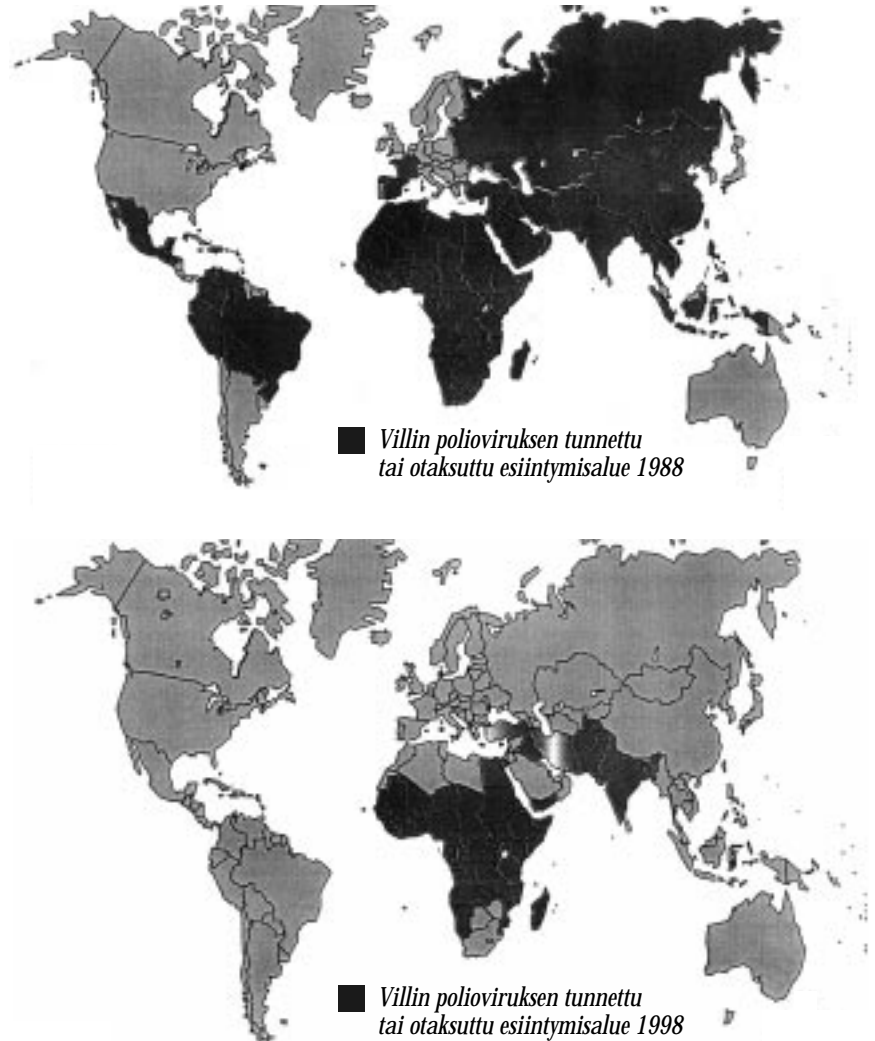 Villin polioviruksen tunnettu
tai otaksuttu esiintymisalue 1988
Villin polioviruksen tunnettu
tai otaksuttu esiintymisalue 1998